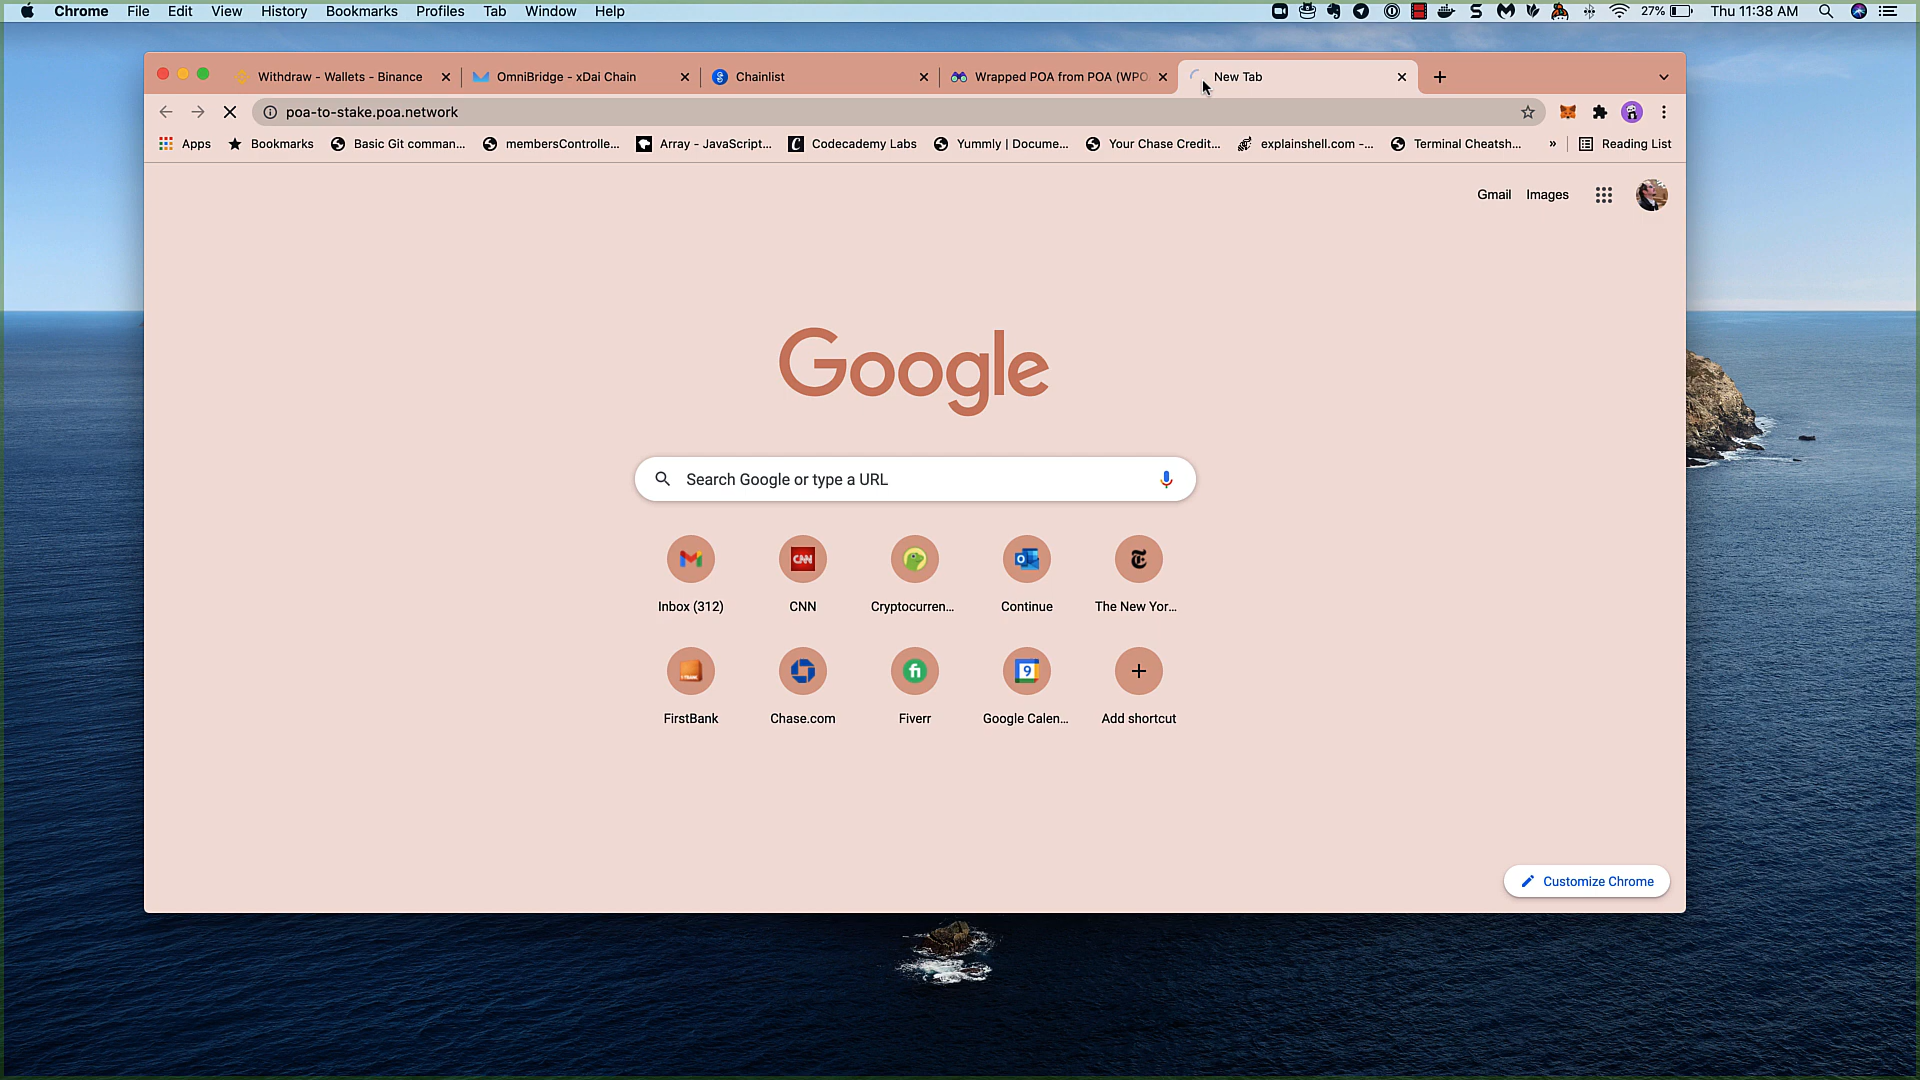 Chrome File Edit View History Bookmarks Profiles Tab Window Help 27% Thu 11:38 AM
Withdraw - Wallets - Binance OmniBridge - xDai Chain Chainlist Wrapped POA from POA (WPO New Tab
poa-to-stake.poa.network
Apps Bookmarks Basic Git comman... membersControlle... Array - JavaScript... Codecademy Labs Yummly | Docume... Your Chase Credit... explainshell.com -... Terminal Cheatsh... » Reading List
Gmail Images
Google
Search Google or type a URL
CNN
9
Inbox (312) CNN Cryptocurren... Continue The New Yor...
fi
FirstBank Chase.com Fiverr Google Calen... Add shortcut
Customize Chrome